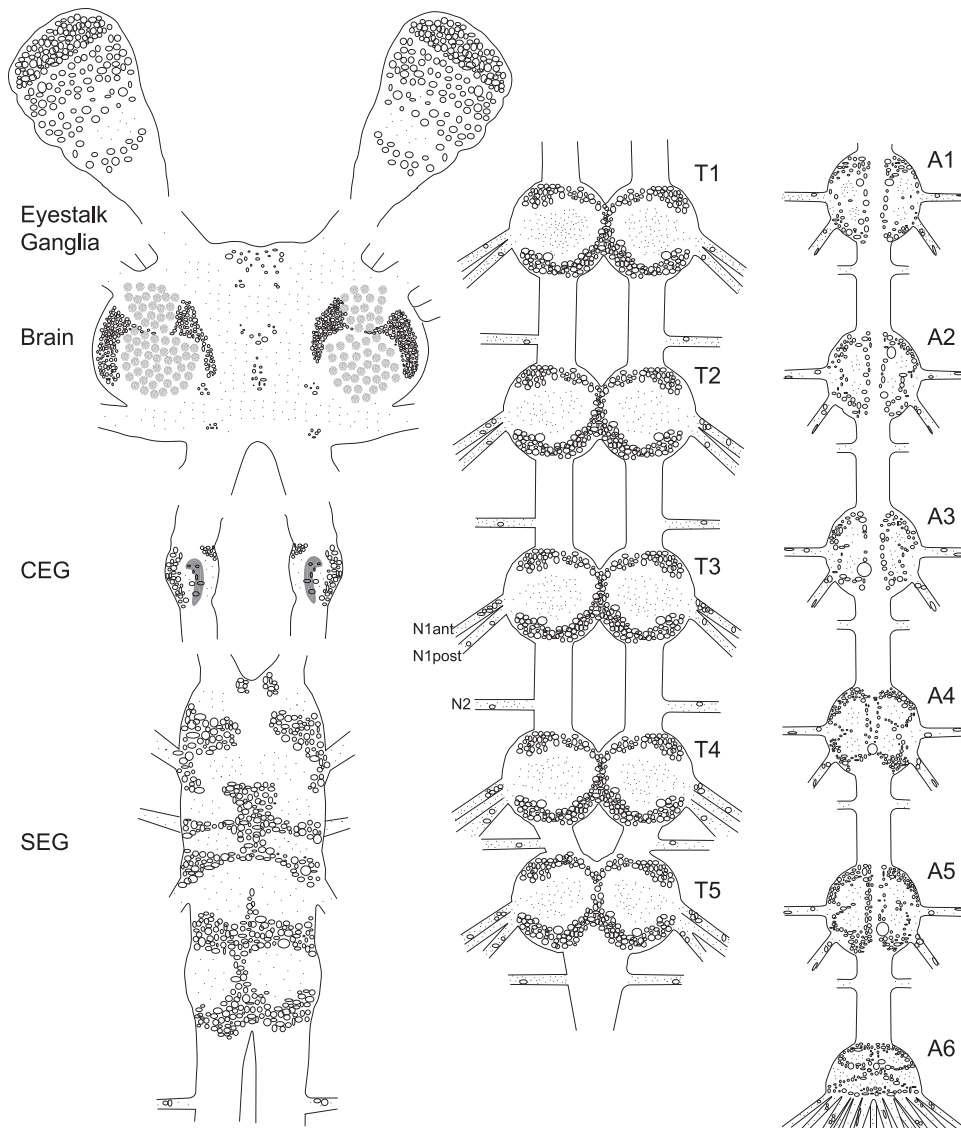 Eyestalk
Ganglia
Brain
CEG
SEG
T1
T2
T3
N1ant
N1post
N2
T4
T5
A1
A2
A3
A4
A5
A6